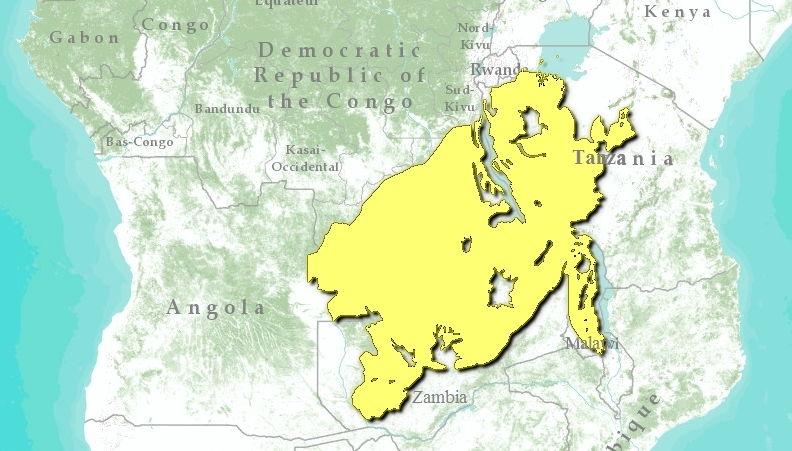 Equateur
Kenya
Gabon
Congo
Nord-
Kivu
Democratic
Republic of
the Congo
Rwanda
Sud-
Kivu
Bandundu
Bas-Congo
Kasai-
Occidental
Tanzania
Angola
Malawi
Zambia
bique